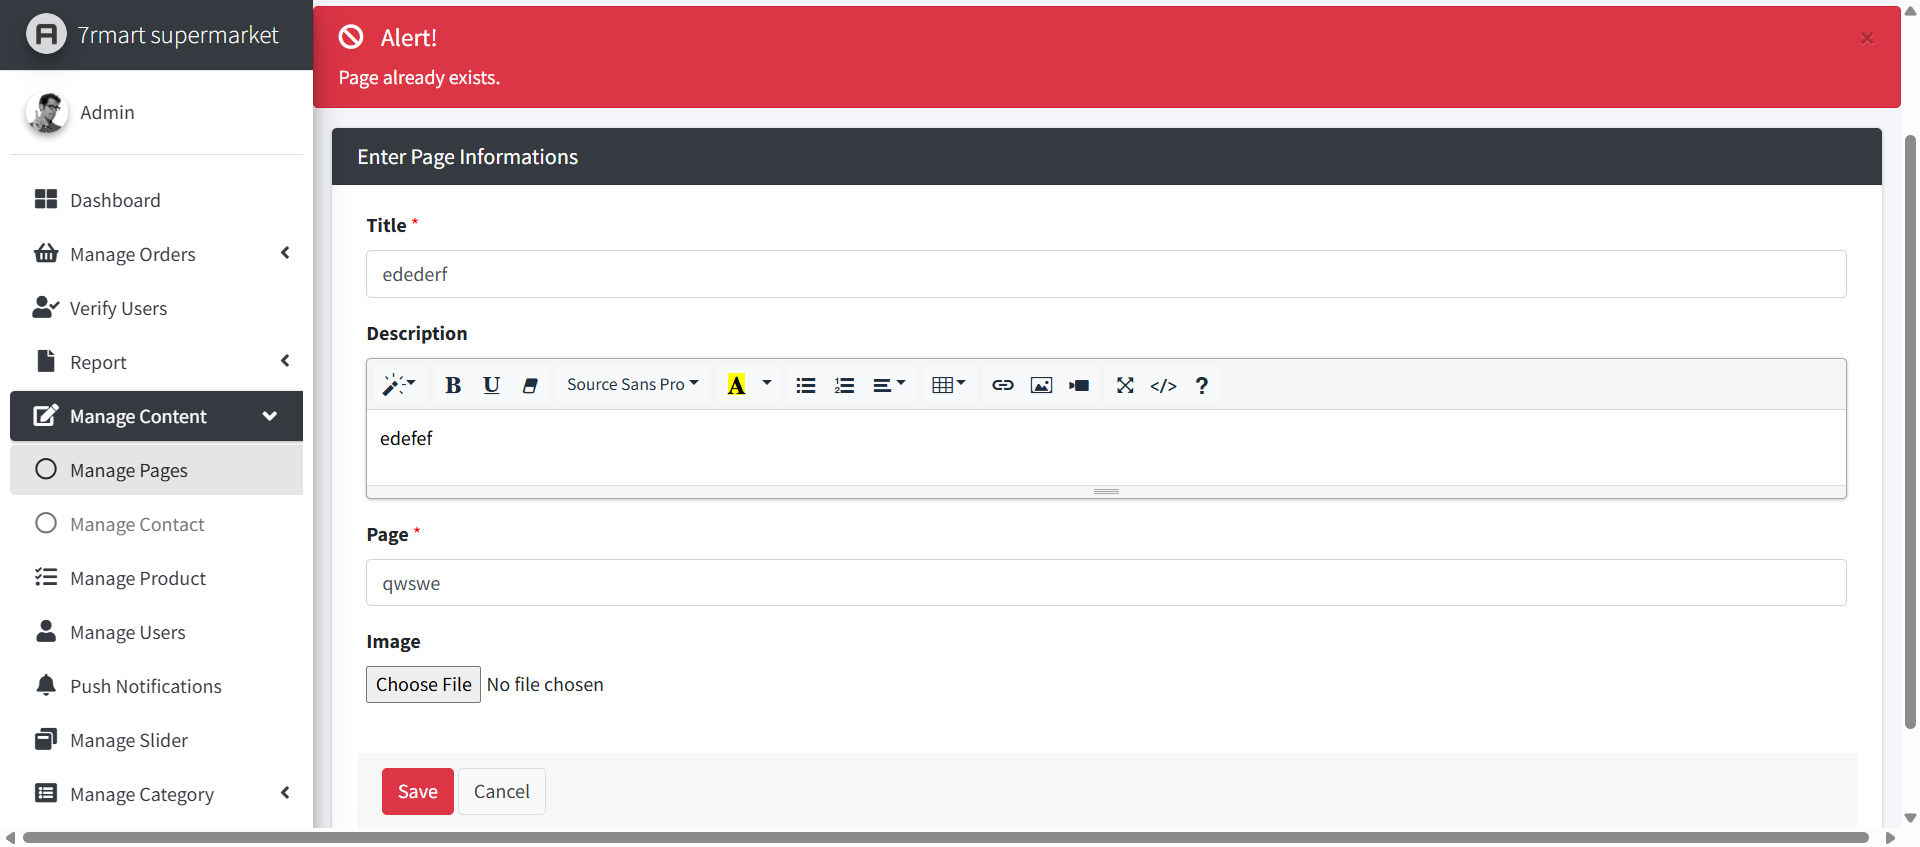 7rmart supermarket
Admin
Dashboard
Manage Orders
Verify Users
Report
Manage Content
Manage Pages
Manage Contact
Manage Product
Manage Users
Push Notifications
Manage Slider
Manage Category
Alert!
×
Page already exists.
Enter Page Informations
Title *
edederf
Description
B U Source Sans Pro A </> ?
edefef
Page *
qwswe
Image
Choose File No file chosen
Save Cancel